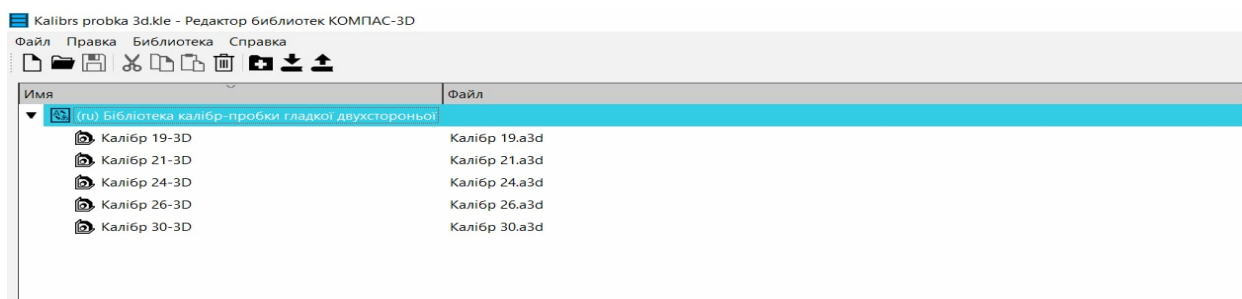 Kalibrs probka 3d.kle - Редактор библиотек КОМПАС-3D
Файл Правка Библиотека Справка
Имя Файл
(ru) Бібліотека калібр-пробки гладкої двухстороньої
Калібр 19-3D Калібр 19.a3d
Калібр 21-3D Калібр 21.a3d
Калібр 24-3D Калібр 24.a3d
Калібр 26-3D Калібр 26.a3d
Калібр 30-3D Калібр 30.a3d